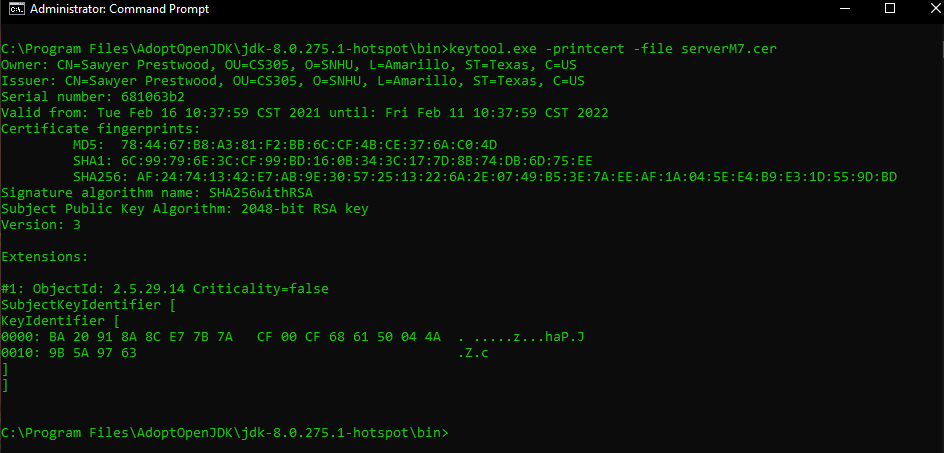 Administrator: Command Prompt
C:\Program Files\AdoptOpenJDK\jdk-8.0.275.1-hotspot\bin>keytool.exe -printcert -file serverM7.cer
Owner: CN=Sawyer Prestwood, OU=CS305, O=SNHU, L=Amarillo, ST=Texas, C=US
Issuer: CN=Sawyer Prestwood, OU=CS305, O=SNHU, L=Amarillo, ST=Texas, C=US
Serial number: 681063b2
Valid from: Tue Feb 16 10:37:59 CST 2021 until: Fri Feb 11 10:37:59 CST 2022
Certificate fingerprints:
MD5:  78:44:67:B8:A3:81:F2:BB:6C:CF:4B:CE:37:6A:C0:4D
SHA1: 6C:99:79:6E:3C:CF:99:BD:16:0B:34:3C:17:7D:8B:74:DB:6D:75:EE
SHA256: AF:24:74:13:42:E7:AB:9E:30:57:25:13:22:6A:2E:07:49:B5:3E:7A:EE:AF:1A:04:5E:E4:B9:E3:1D:55:9D:BD
Signature algorithm name: SHA256withRSA
Subject Public Key Algorithm: 2048-bit RSA key
Version: 3
Extensions:
#1: ObjectId: 2.5.29.14 Criticality=false
SubjectKeyIdentifier [
KeyIdentifier [
0000: BA 20 91 8A 8C E7 7B 7A   CF 00 CF 68 61 50 04 4A  . .....z...haP.J
0010: 9B 5A 97 63                                        .Z.c
]
]
C:\Program Files\AdoptOpenJDK\jdk-8.0.275.1-hotspot\bin>